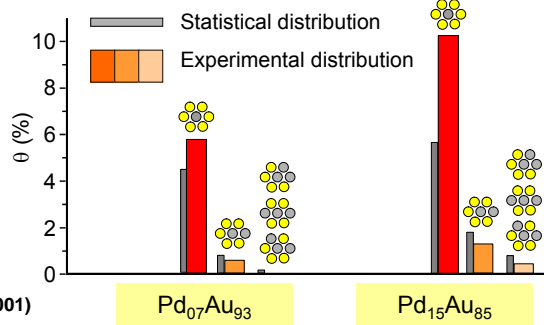 Statistical distribution
Experimental distribution
θ (%)
10
8
6
4
2
0
001)
Pd₀₇Au₉₃
Pd₁₅Au₈₅